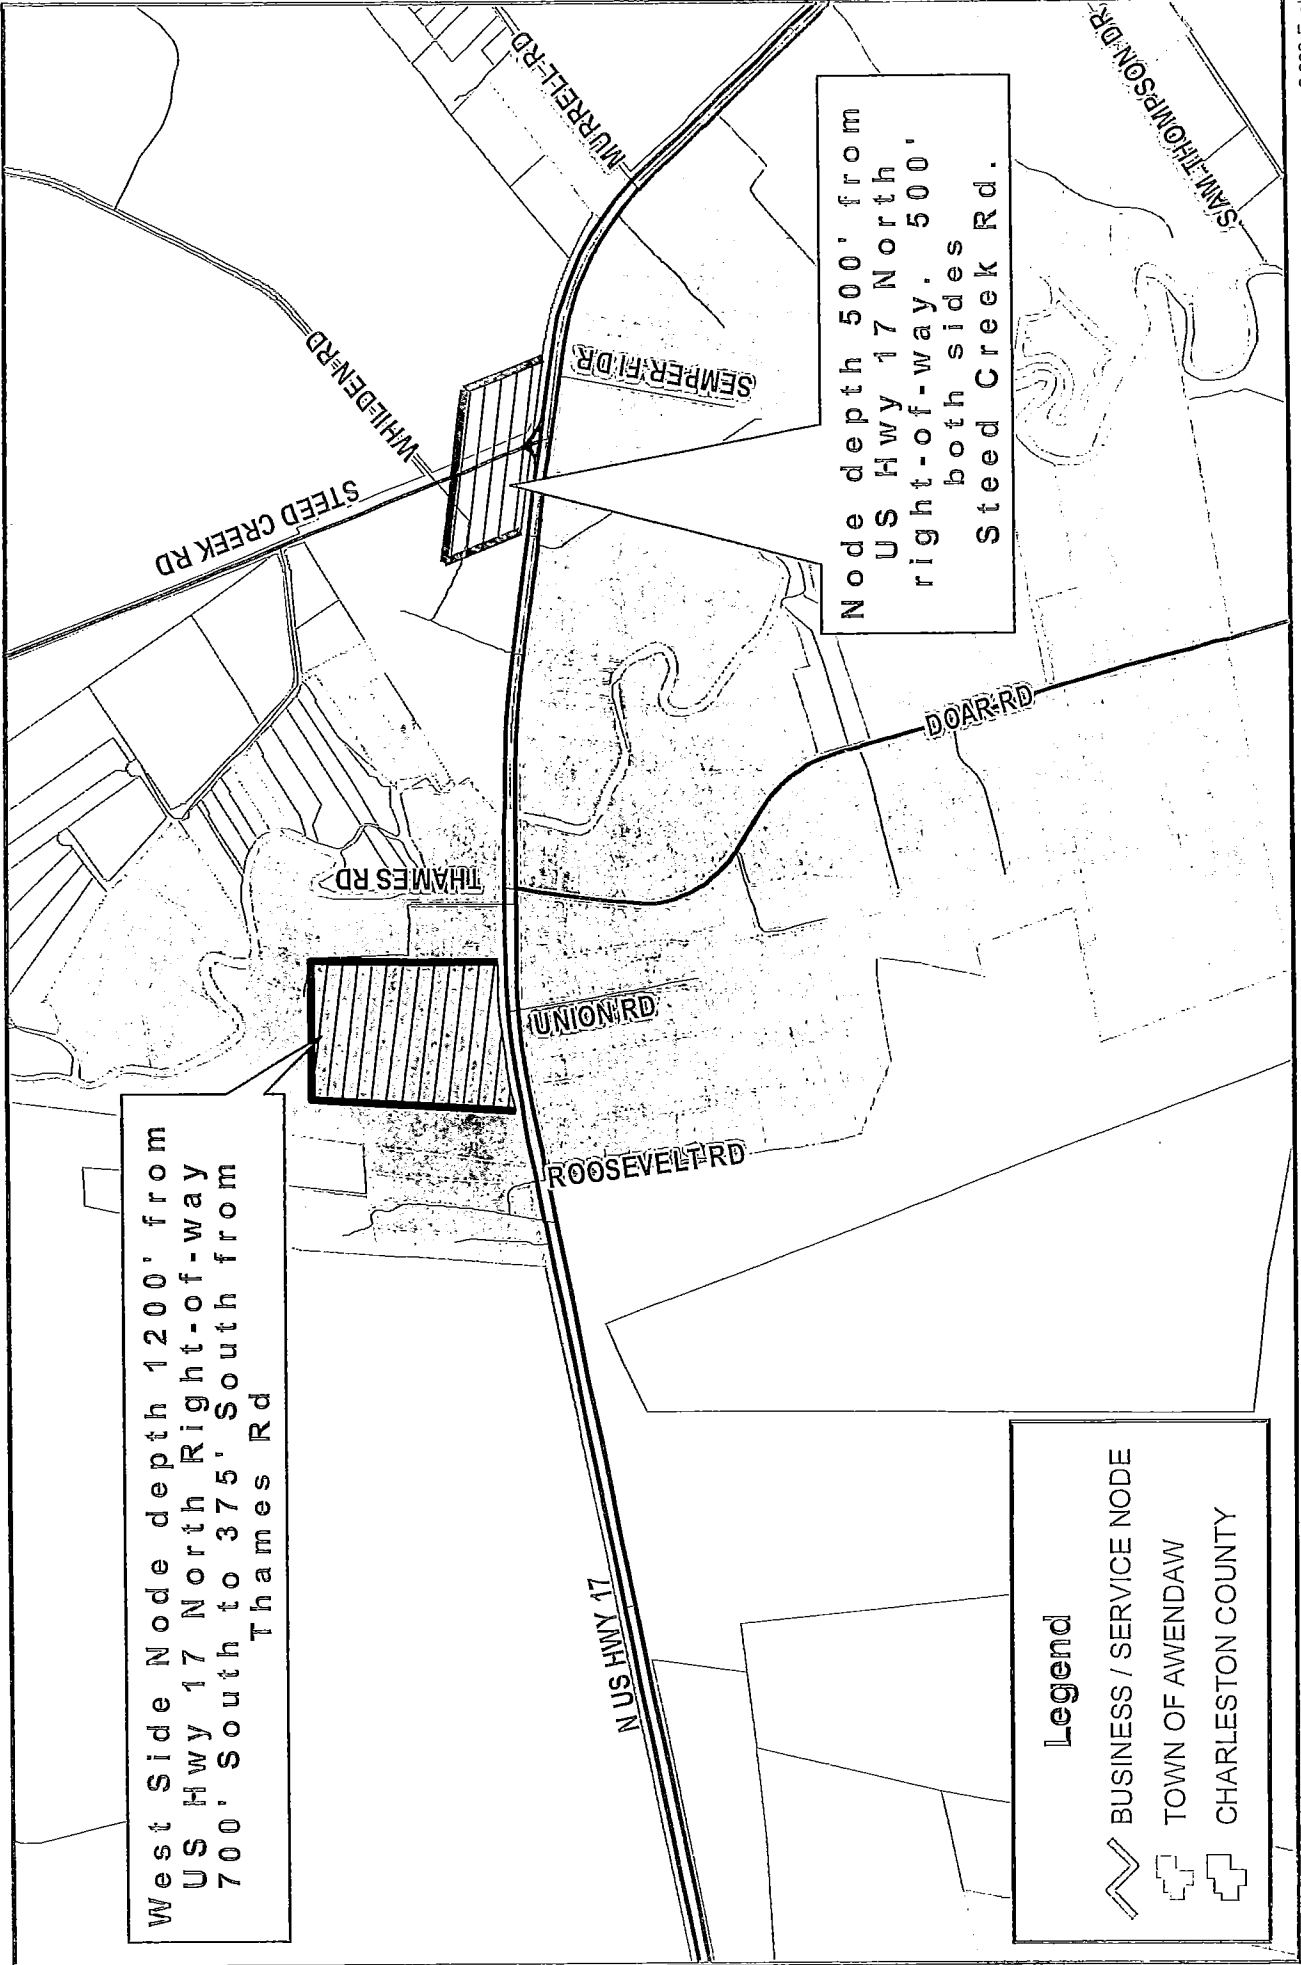 West Side Node depth 1200' from
US Hwy 17 North Right-of-way
700' South to 375' South from
Thames Rd
Node depth 500' from
US Hwy 17 North
right-of-way. 500'
both sides
Steed Creek Rd.
STEED CREEK RD
WHILDEN RD
MURRELL RD
SEMPER FI DR
SAM THOMPSON DR
THAMES RD
UNION RD
ROOSEVELT RD
DOAR RD
N US HWY 17
Legend
BUSINESS / SERVICE NODE
TOWN OF AWENDAW
CHARLESTON COUNTY